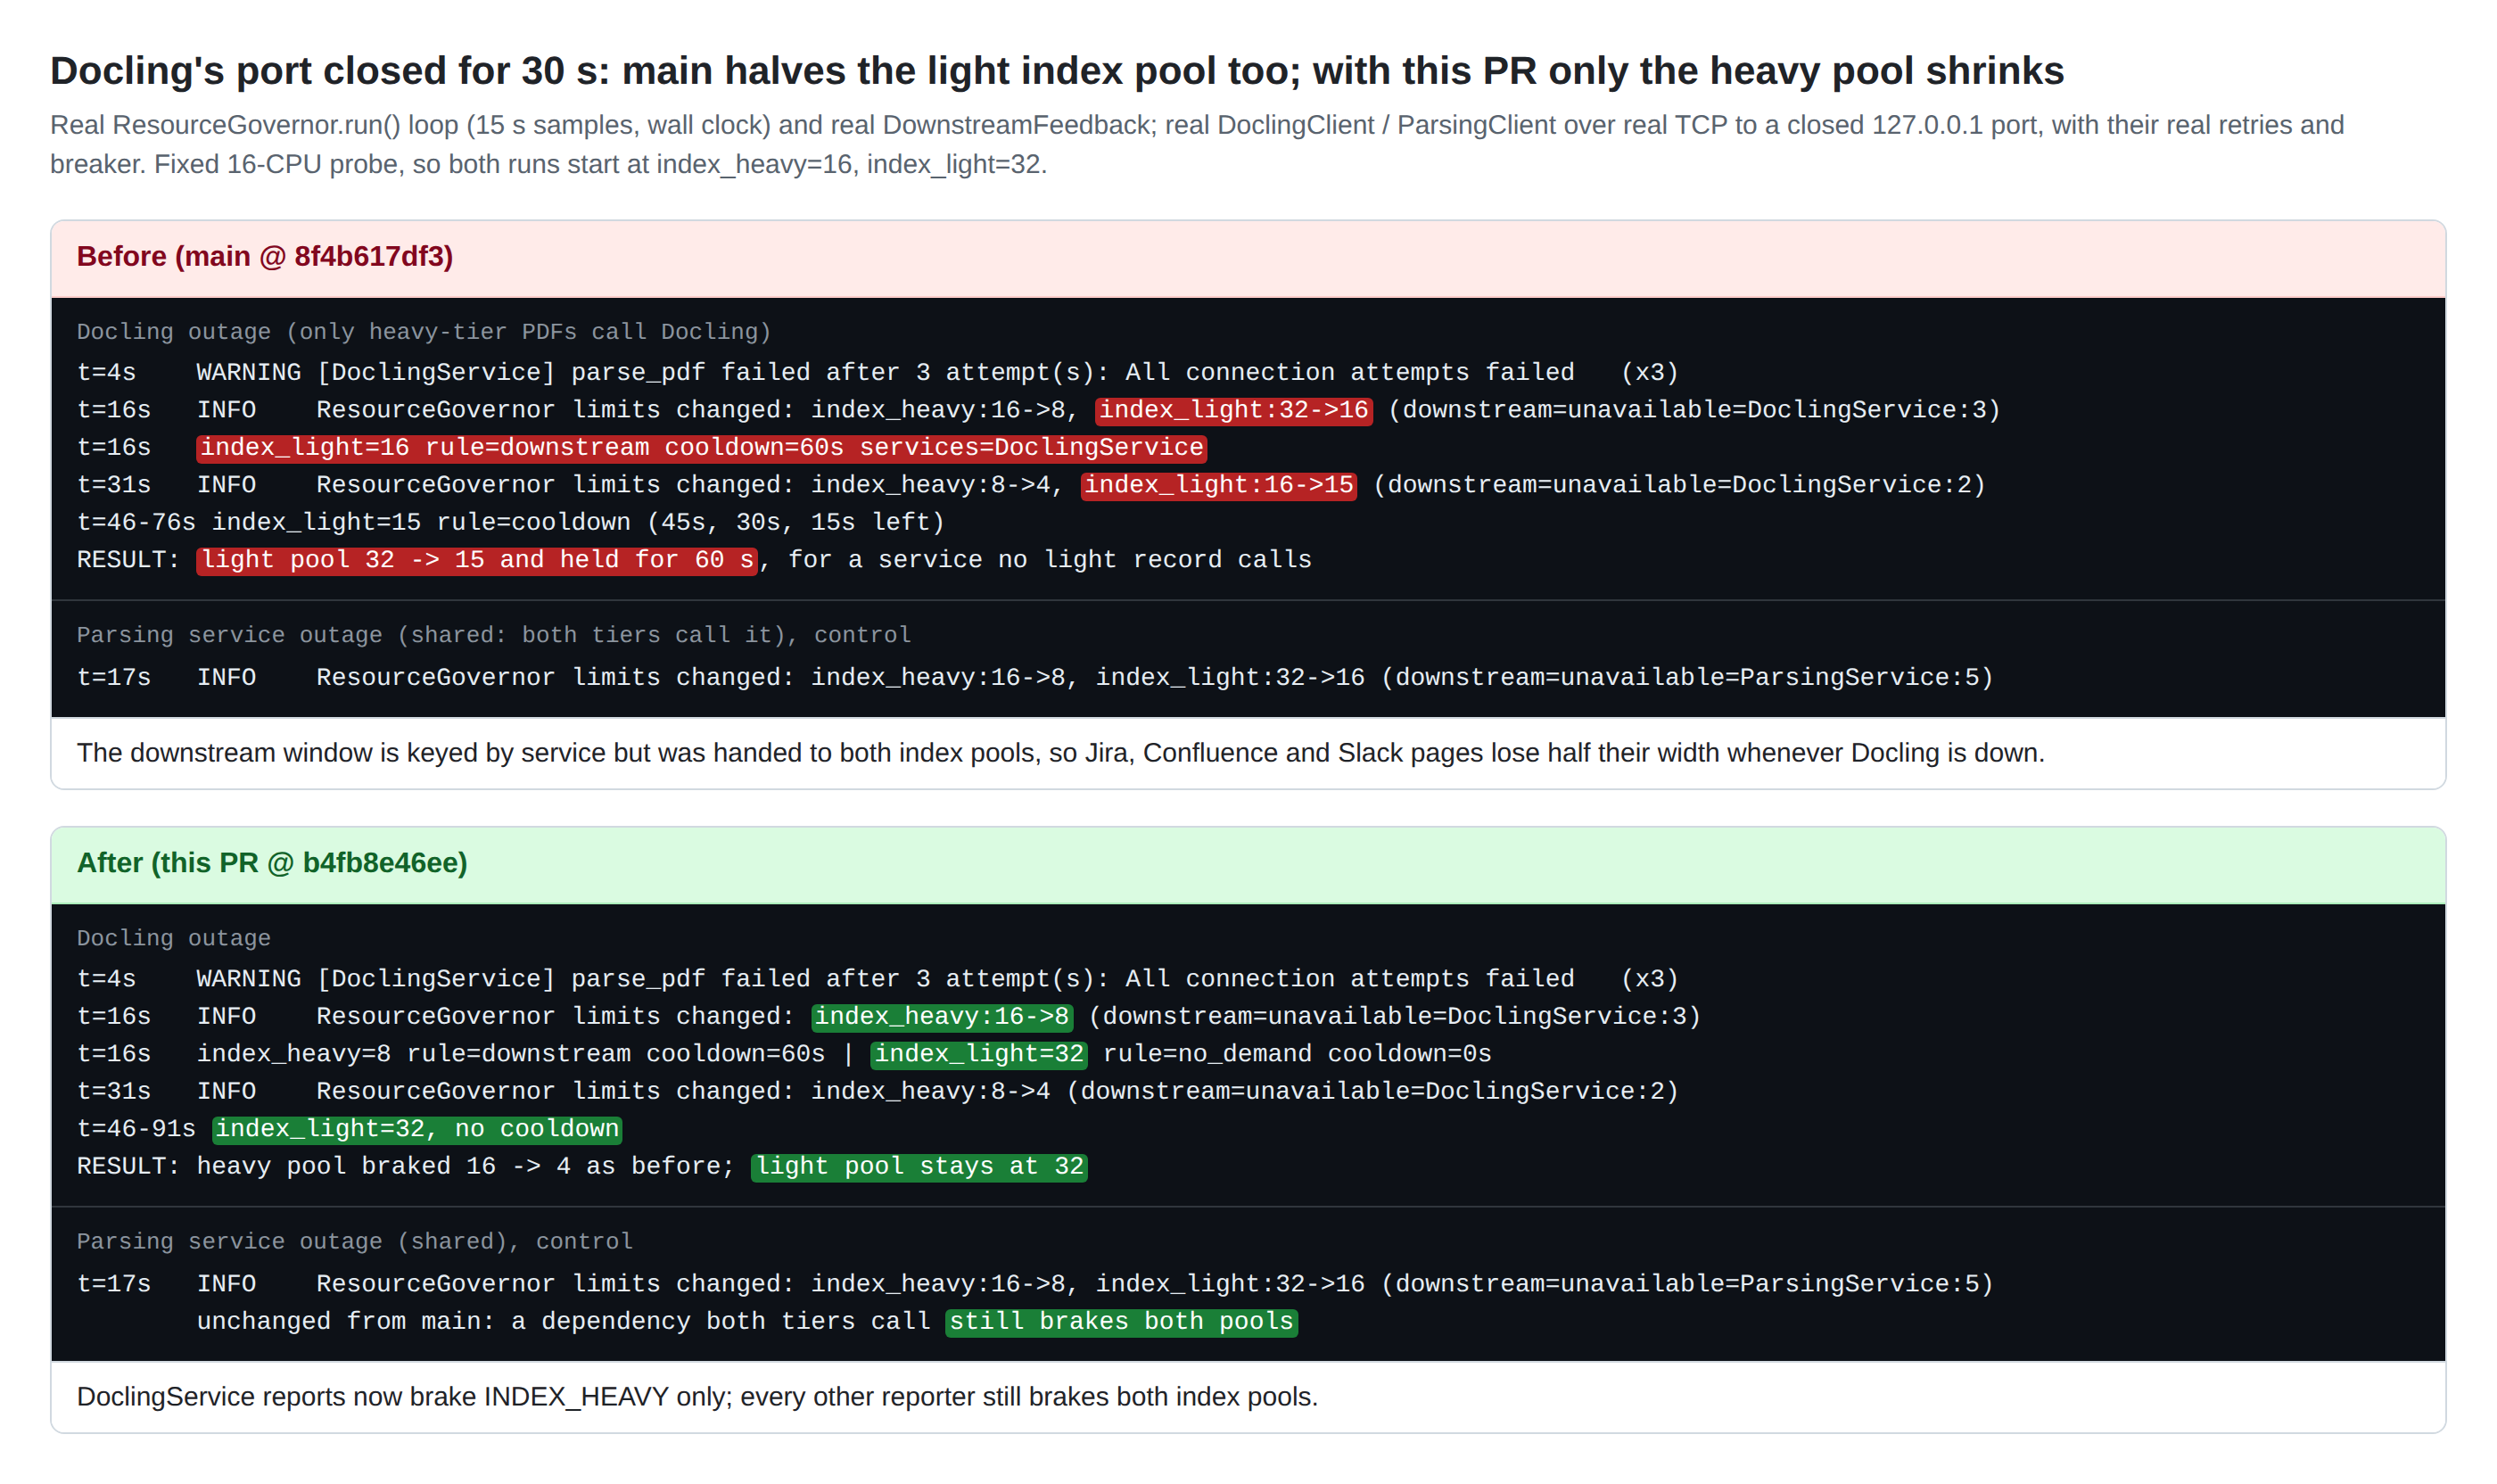 Docling's port closed for 30 s: main halves the light index pool too; with this PR only the heavy pool shrinks
Real ResourceGovernor.run() loop (15 s samples, wall clock) and real DownstreamFeedback; real DoclingClient / ParsingClient over real TCP to a closed 127.0.0.1 port, with their real retries and
breaker. Fixed 16-CPU probe, so both runs start at index_heavy=16, index_light=32.
Before (main @ 8f4b617df3)
Docling outage (only heavy-tier PDFs call Docling)
t=4s    WARNING [DoclingService] parse_pdf failed after 3 attempt(s): All connection attempts failed   (x3)
t=16s   INFO    ResourceGovernor limits changed: index_heavy:16->8, index_light:32->16 (downstream=unavailable=DoclingService:3)
t=16s   index_light=16 rule=downstream cooldown=60s services=DoclingService
t=31s   INFO    ResourceGovernor limits changed: index_heavy:8->4, index_light:16->15 (downstream=unavailable=DoclingService:2)
t=46-76s index_light=15 rule=cooldown (45s, 30s, 15s left)
RESULT: light pool 32 -> 15 and held for 60 s, for a service no light record calls
Parsing service outage (shared: both tiers call it), control
t=17s   INFO    ResourceGovernor limits changed: index_heavy:16->8, index_light:32->16 (downstream=unavailable=ParsingService:5)
The downstream window is keyed by service but was handed to both index pools, so Jira, Confluence and Slack pages lose half their width whenever Docling is down.
After (this PR @ b4fb8e46ee)
Docling outage
t=4s    WARNING [DoclingService] parse_pdf failed after 3 attempt(s): All connection attempts failed   (x3)
t=16s   INFO    ResourceGovernor limits changed: index_heavy:16->8 (downstream=unavailable=DoclingService:3)
t=16s   index_heavy=8 rule=downstream cooldown=60s | index_light=32 rule=no_demand cooldown=0s
t=31s   INFO    ResourceGovernor limits changed: index_heavy:8->4 (downstream=unavailable=DoclingService:2)
t=46-91s index_light=32, no cooldown
RESULT: heavy pool braked 16 -> 4 as before; light pool stays at 32
Parsing service outage (shared), control
t=17s   INFO    ResourceGovernor limits changed: index_heavy:16->8, index_light:32->16 (downstream=unavailable=ParsingService:5)
unchanged from main: a dependency both tiers call still brakes both pools
DoclingService reports now brake INDEX_HEAVY only; every other reporter still brakes both index pools.